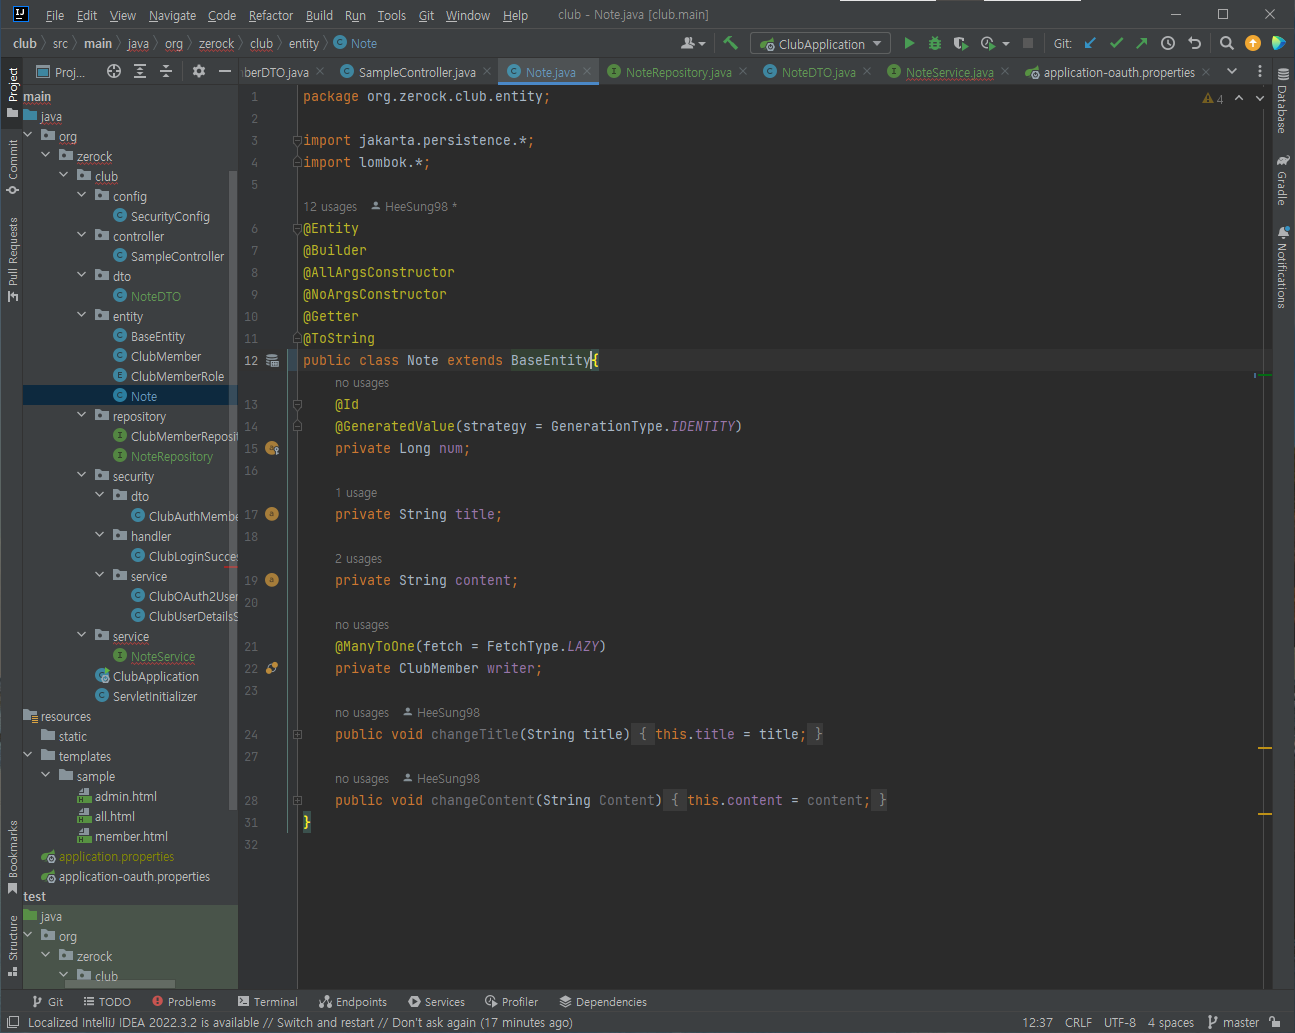 File Edit View Navigate Code Refactor Build Run Tools Git Window Help club - Note.java [club.main]
club src main java org zerock club entity Note ClubApplication Git:
Project Proj... berDTO.java SampleController.java Note.java NoteRepository.java NoteDTO.java NoteService.java application-oauth.properties
Commit
Pull Requests
Bookmarks
Structure
main
java
org
zerock
club
config
SecurityConfig
controller
SampleController
dto
NoteDTO
entity
BaseEntity
ClubMember
ClubMemberRole
Note
repository
ClubMemberReposit
NoteRepository
security
dto
ClubAuthMembe
handler
ClubLoginSucces
service
ClubOAuth2User
ClubUserDetailsS
service
NoteService
ClubApplication
ServletInitializer
resources
static
templates
sample
admin.html
all.html
member.html
application.properties
application-oauth.properties
test
java
org
zerock
club
4
1 package org.zerock.club.entity;
2
3 import jakarta.persistence.*;
4 import lombok.*;
5
12 usages HeeSung98 *
6 @Entity
7 @Builder
8 @AllArgsConstructor
9 @NoArgsConstructor
10 @Getter
11 @ToString
12 public class Note extends BaseEntity{
no usages
13 @Id
14 @GeneratedValue(strategy = GenerationType.IDENTITY)
15 private Long num;
16
1 usage
17 private String title;
18
2 usages
19 private String content;
20
no usages
21 @ManyToOne(fetch = FetchType.LAZY)
22 private ClubMember writer;
23
no usages HeeSung98
24 public void changeTitle(String title) { this.title = title; }
27
no usages HeeSung98
28 public void changeContent(String Content) { this.content = content; }
31 }
32
Database
Gradle
Notifications
Git TODO Problems Terminal Endpoints Services Profiler Dependencies
Localized IntelliJ IDEA 2022.3.2 is available // Switch and restart // Don't ask again (17 minutes ago) 12:37 CRLF UTF-8 4 spaces master